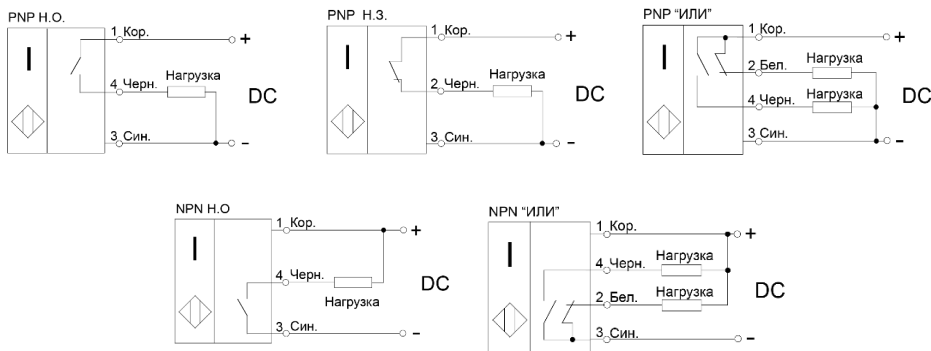 PNP Н.О.
1 Кор.
+
I
4 Черн.
Нагрузка
DC
3 Син.
-
PNP Н.З.
1 Кор.
+
I
2 Черн.
Нагрузка
DC
3 Син.
-
PNP “ИЛИ”
1 Кор.
+
I
2 Бел.
Нагрузка
4 Черн.
Нагрузка
DC
3 Син.
-
NPN Н.О
1 Кор.
+
I
4 Черн.
Нагрузка
DC
3 Син.
-
NPN “ИЛИ”
1 Кор.
+
I
4 Черн.
Нагрузка
2 Бел.
Нагрузка
DC
3 Син.
-